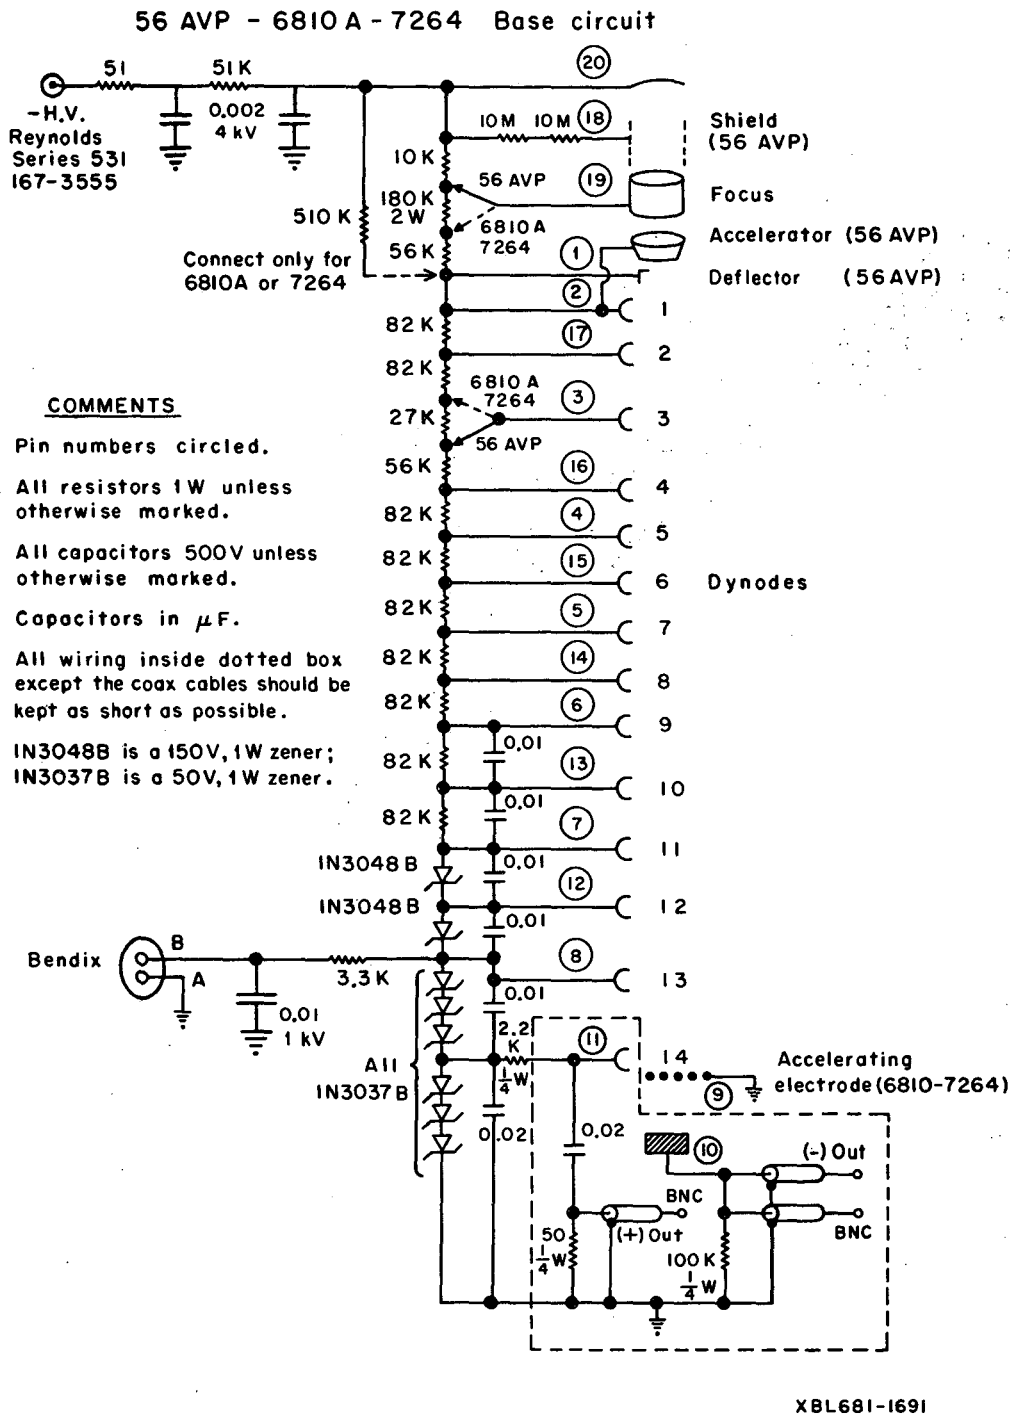 56 AVP - 6810 A - 7264 Base circuit
51
51 K
20
-H.V.
Reynolds
Series 531
167-3555
0.002
4 kV
10 M
10 M
18
Shield
(56 AVP)
10 K
56 AVP
19
Focus
180 K
2 W
510 K
6810 A
7264
56 K
Accelerator (56 AVP)
Connect only for
6810A or 7264
1
Deflector (56 AVP)
2
1
82 K
17
2
82 K
6810 A
7264
3
3
27 K
56 AVP
56 K
16
4
82 K
4
5
82 K
15
6
Dynodes
82 K
5
7
82 K
14
8
82 K
6
9
0.01
82 K
13
10
0.01
82 K
7
11
1N3048 B
0.01
12
12
1N3048 B
0.01
COMMENTS
Pin numbers circled.
All resistors 1 W unless
otherwise marked.
All capacitors 500 V unless
otherwise marked.
Capacitors in μF.
All wiring inside dotted box
except the coax cables should be
kept as short as possible.
IN3048B is a 150V, 1W zener;
IN3037B is a 50V, 1W zener.
Bendix
B
A
3.3 K
8
13
0.01
0.01
1 kV
2.2
K
1/4 W
11
14
All
1N3037 B
Accelerating
electrode (6810-7264)
9
0.02
0.02
10
(-) Out
BNC
BNC
(+) Out
50
1/4 W
100 K
1/4 W
XBL681-1691